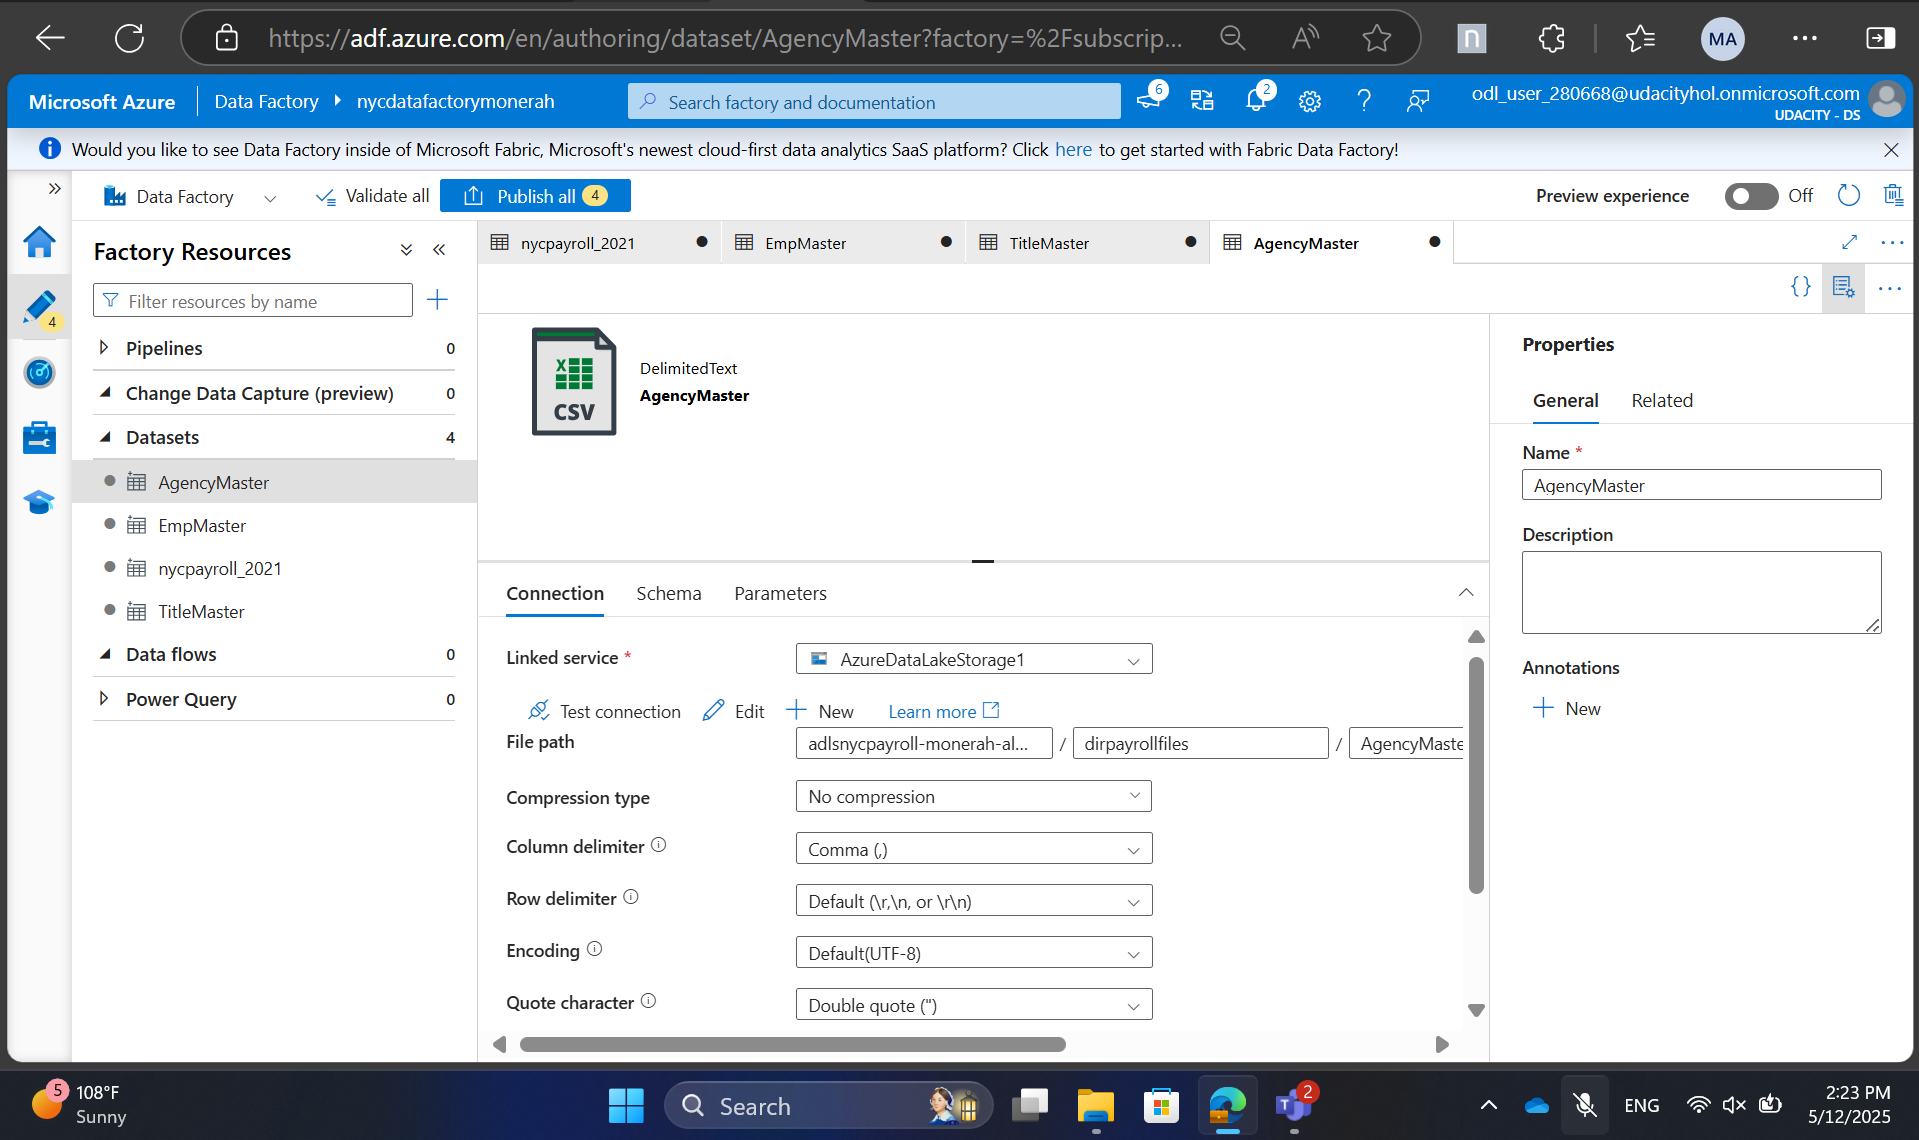 https://adf.azure.com/en/authoring/dataset/AgencyMaster?factory=%2Fsubscrip...
MA
Microsoft Azure
Data Factory
nycdatafactorymonerah
Search factory and documentation
6
2
odl_user_280668@udacityhol.onmicrosoft.com
UDACITY - DS
Would you like to see Data Factory inside of Microsoft Fabric, Microsoft's newest cloud-first data analytics SaaS platform? Click here to get started with Fabric Data Factory!
Data Factory
Validate all
Publish all 4
Preview experience
Off
Factory Resources
nycpayroll_2021
EmpMaster
TitleMaster
AgencyMaster
Filter resources by name
4
Pipelines 0
Change Data Capture (preview) 0
Datasets 4
AgencyMaster
EmpMaster
nycpayroll_2021
TitleMaster
Data flows 0
Power Query 0
CSV
DelimitedText
AgencyMaster
Connection
Schema
Parameters
Linked service *
AzureDataLakeStorage1
Test connection
Edit
New
Learn more
File path
adlsnycpayroll-monerah-al... / dirpayrollfiles / AgencyMaste
Compression type
No compression
Column delimiter
Comma (,)
Row delimiter
Default (\r,\n, or \r\n)
Encoding
Default(UTF-8)
Quote character
Double quote (")
Properties
General
Related
Name *
AgencyMaster
Description
Annotations
New
5
108°F
Sunny
Search
2
ENG
2:23 PM
5/12/2025